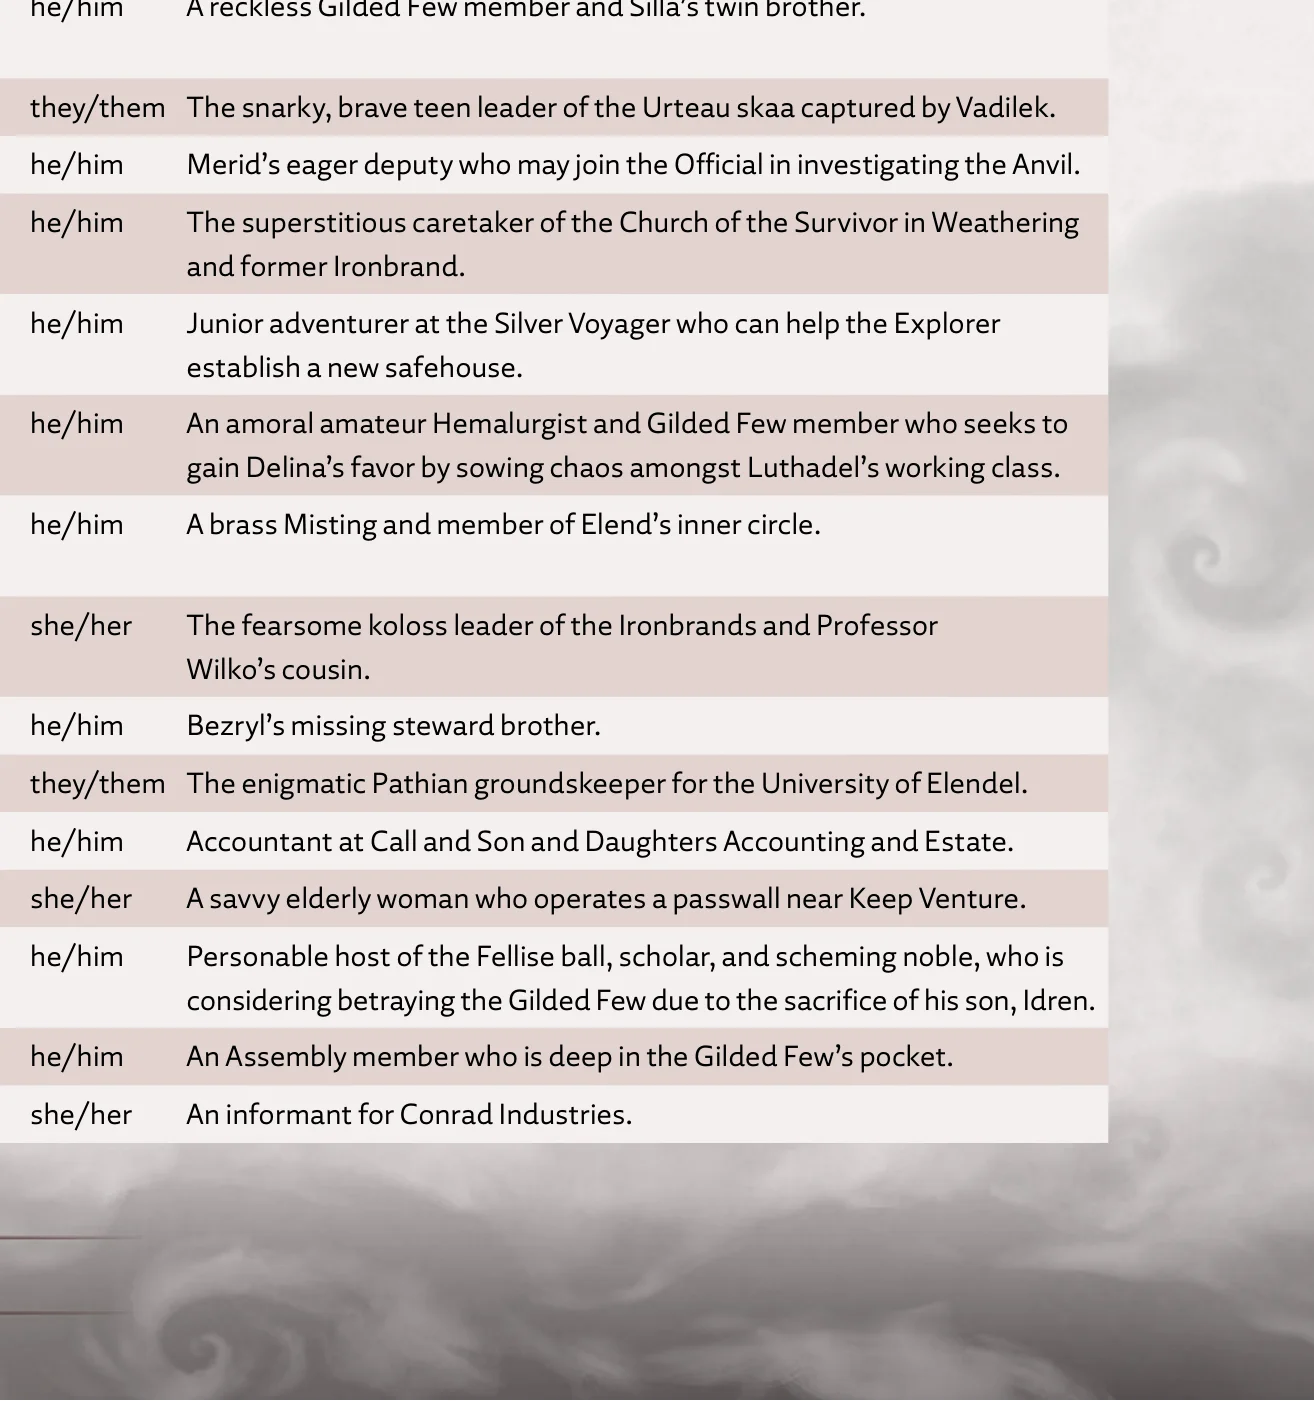 he/him A reckless Gilded Few member and Silla's twin brother.
they/them The snarky, brave teen leader of the Urteau skaa captured by Vadilek.
he/him Merid's eager deputy who may join the Official in investigating the Anvil.
he/him The superstitious caretaker of the Church of the Survivor in Weathering
and former Ironbrand.
he/him Junior adventurer at the Silver Voyager who can help the Explorer
establish a new safehouse.
he/him An amoral amateur Hemalurgist and Gilded Few member who seeks to
gain Delina's favor by sowing chaos amongst Luthadel's working class.
he/him A brass Misting and member of Elend's inner circle.
she/her The fearsome koloss leader of the Ironbrands and Professor
Wilko's cousin.
he/him Bezryl's missing steward brother.
they/them The enigmatic Pathian groundskeeper for the University of Elendel.
he/him Accountant at Call and Son and Daughters Accounting and Estate.
she/her A savvy elderly woman who operates a passwall near Keep Venture.
he/him Personable host of the Fellise ball, scholar, and scheming noble, who is
considering betraying the Gilded Few due to the sacrifice of his son, Idren.
he/him An Assembly member who is deep in the Gilded Few's pocket.
she/her An informant for Conrad Industries.